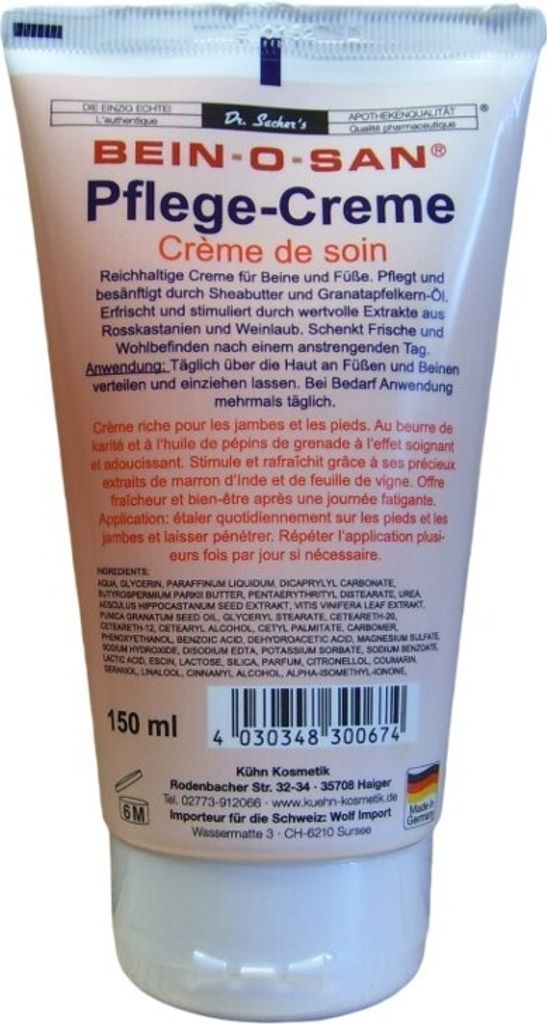 DIE EINZIG ECHTE!
L'authentique
Dr. Sacher's
APOTHEKENQUALITÄT
Qualité pharmaceutique
®
BEIN-O-SAN®
Pflege-Creme
Crème de soin
Reichhaltige Creme für Beine und Füße. Pflegt und
besänftigt durch Sheabutter und Granatapfelkern-Öl.
Erfrischt und stimuliert durch wertvolle Extrakte aus
Rosskastanien und Weinlaub. Schenkt Frische und
Wohlbefinden nach einem anstrengenden Tag.
Anwendung: Täglich über die Haut an Füßen und Beinen
verteilen und einziehen lassen. Bei Bedarf Anwendung
mehrmals täglich.
Crème riche pour les jambes et les pieds. Au beurre de
karité et à l'huile de pépins de grenade à l'effet soignant
et adoucissant. Stimule et rafraîchit grâce à ses précieux
extraits de marron d'Inde et de feuille de vigne. Offre
fraîcheur et bien-être après une journée fatigante.
Application: étaler quotidiennement sur les pieds et les
jambes et laisser pénétrer. Répéter l'application plusi-
eurs fois par jour si nécessaire.
INGREDIENTS:
AQUA, GLYCERIN, PARAFFINUM LIQUIDUM, DICAPRYLYL CARBONATE,
BUTYROSPERMIUM PARKII BUTTER, PENTAERYTHRITYL DISTEARATE, UREA,
AESCULUS HIPPOCASTANUM SEED EXTRAKT, VITIS VINIFERA LEAF EXTRAKT,
PUNICA GRANATUM SEED OIL, GLYCERYL STEARATE, CETEARETH-20,
CETEARETH-12, CETEARYL ALCOHOL, CETYL PALMITATE, CARBOMER,
PHENOXYETHANOL, BENZOIC ACID, DEHYDROACETIC ACID, MAGNESIUM SULFATE,
SODIUM HYDROXIDE, DISODIUM EDTA, POTASSIUM SORBATE, SODIUM BENZOATE,
LACTIC ACID, ESCIN, LACTOSE, SILICA, PARFUM, CITRONELLOL, COUMARIN,
GERANIOL, LINALOOL, CINNAMYL ALCOHOL, ALPHA-ISOMETHYL-IONONE,
150 ml
4 030348 300674
Kühn Kosmetik
Rodenbacher Str. 32-34 · 35708 Haiger
Tel. 02773-912066 · www.kuehn-kosmetik.de
Importeur für die Schweiz: Wolf Import
Wassermatte 3 · CH-6210 Sursee
6M
Made in
Germany